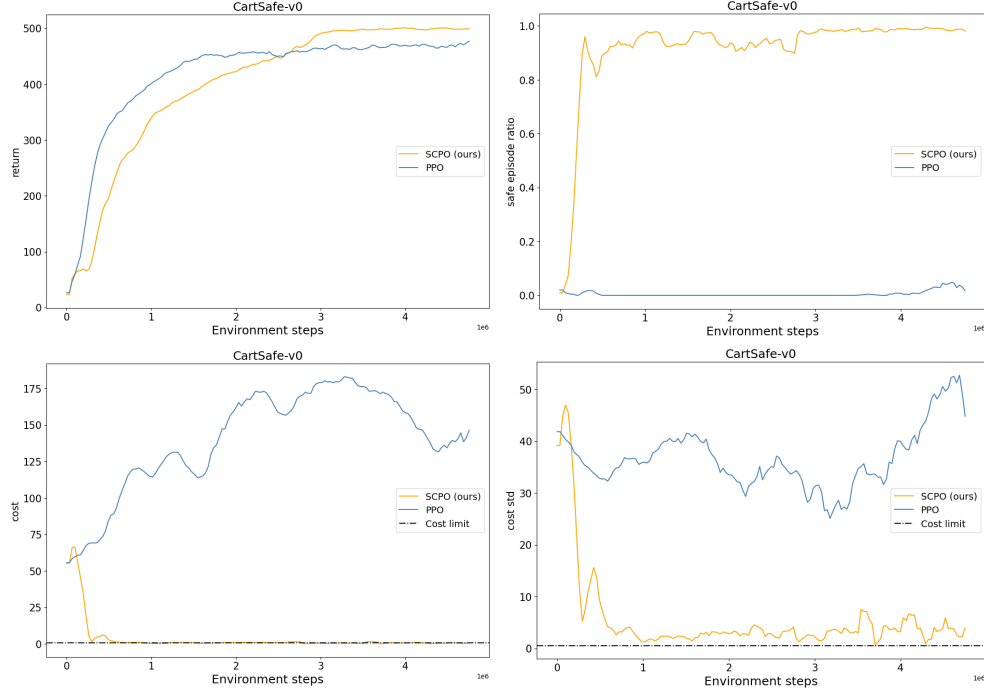 CartSafe-v0
500
400
300
200
100
0
return
SCPO (ours)
PPO
0
1
2
3
4
1e6
Environment steps
CartSafe-v0
1.0
0.8
0.6
0.4
0.2
0.0
safe episode ratio
SCPO (ours)
PPO
0
1
2
3
4
1e6
Environment steps
CartSafe-v0
175
150
125
100
75
50
25
0
cost
SCPO (ours)
PPO
Cost limit
0
1
2
3
4
1e6
Environment steps
CartSafe-v0
50
40
30
20
10
0
cost std
SCPO (ours)
PPO
Cost limit
0
1
2
3
4
1e6
Environment steps